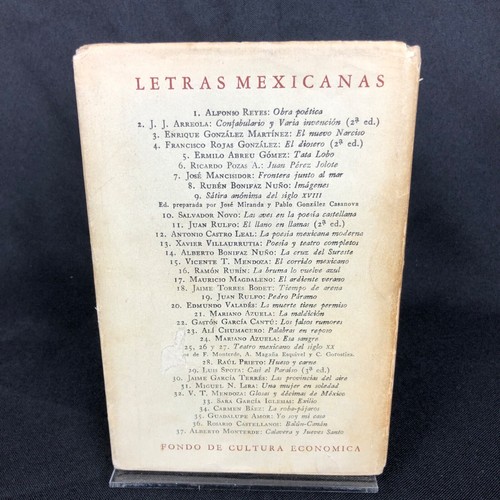 LETRAS MEXICANAS
1. ALFONSO REYES: Obra poética
2. J. J. ARREOLA: Confabulario y Varia invención (2ª ed.)
3. ENRIQUE GONZÁLEZ MARTÍNEZ: El nuevo Narciso
4. FRANCISCO ROJAS GONZÁLEZ: El diosero (2ª ed.)
5. ERMILO ABREU GÓMEZ: Tata Lobo
6. RICARDO POZAS A.: Juan Pérez Jolote
7. JOSÉ MANCISIDOR: Frontera junto al mar
8. RUBÉN BONIFAZ NUÑO: Imágenes
9. Sátira anónima del siglo XVIII
Ed. preparada por José Miranda y Pablo González Casanova
10. SALVADOR NOVO: Las aves en la poesía castellana
11. JUAN RULFO: El llano en llamas (2ª ed.)
12. ANTONIO CASTRO LEAL: La poesía mexicana moderna
13. XAVIER VILLAURRUTIA: Poesía y teatro completos
14. ALBERTO BONIFAZ NUÑO: La cruz del Sureste
15. VICENTE T. MENDOZA: El corrido mexicano
16. RAMÓN RUBÍN: La bruma lo vuelve azul
17. MAURICIO MAGDALENO: El ardiente verano
18. JAIME TORRES BODET: Tiempo de arena
19. JUAN RULFO: Pedro Páramo
20. EDMUNDO VALADÉS: La muerte tiene permiso
21. MARIANO AZUELA: La maldición
22. GASTÓN GARCÍA CANTÚ: Los falsos rumores
23. ALÍ CHUMACERO: Palabras en reposo
24. MARIANO AZUELA: Esa sangre
25, 26 y 27. Teatro mexicano del siglo XX
de F. Monterde, A. Magaña Esquivel y C. Gorostiza.
28. RAÚL PRIETO: Hueso y carne
29. LUIS SPOTA: Casi el Paraíso (3ª ed.)
30. JAIME GARCÍA TERRÉS: Las provincias del aire
31. MIGUEL N. LIRA: Una mujer en soledad
32. V. T. MENDOZA: Glosas y décimas de México
33. SARA GARCÍA IGLESIAS: Exilio
34. CARMEN BÁEZ: La roba-pájaros
35. GUADALUPE AMOR: Yo soy mi casa
36. ROSARIO CASTELLANOS: Balún-Canán
37. ALBERTO MONTERDE: Calavera y Jueves Santo
FONDO DE CULTURA ECONOMICA